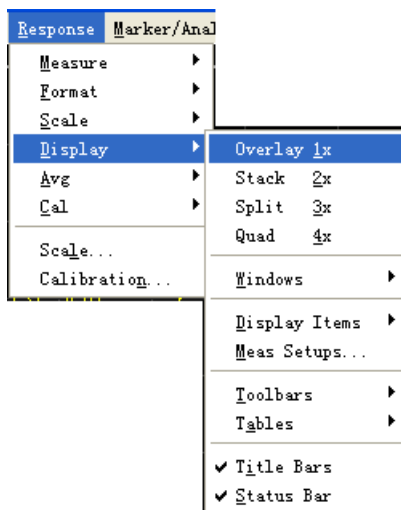 Response Marker/Anal
Measure
Format
Scale
Display
Avg
Cal
Scale...
Calibration...
Overlay 1x
Stack 2x
Split 3x
Quad 4x
Windows
Display Items
Meas Setups...
Toolbars
Tables
Title Bars
Status Bar